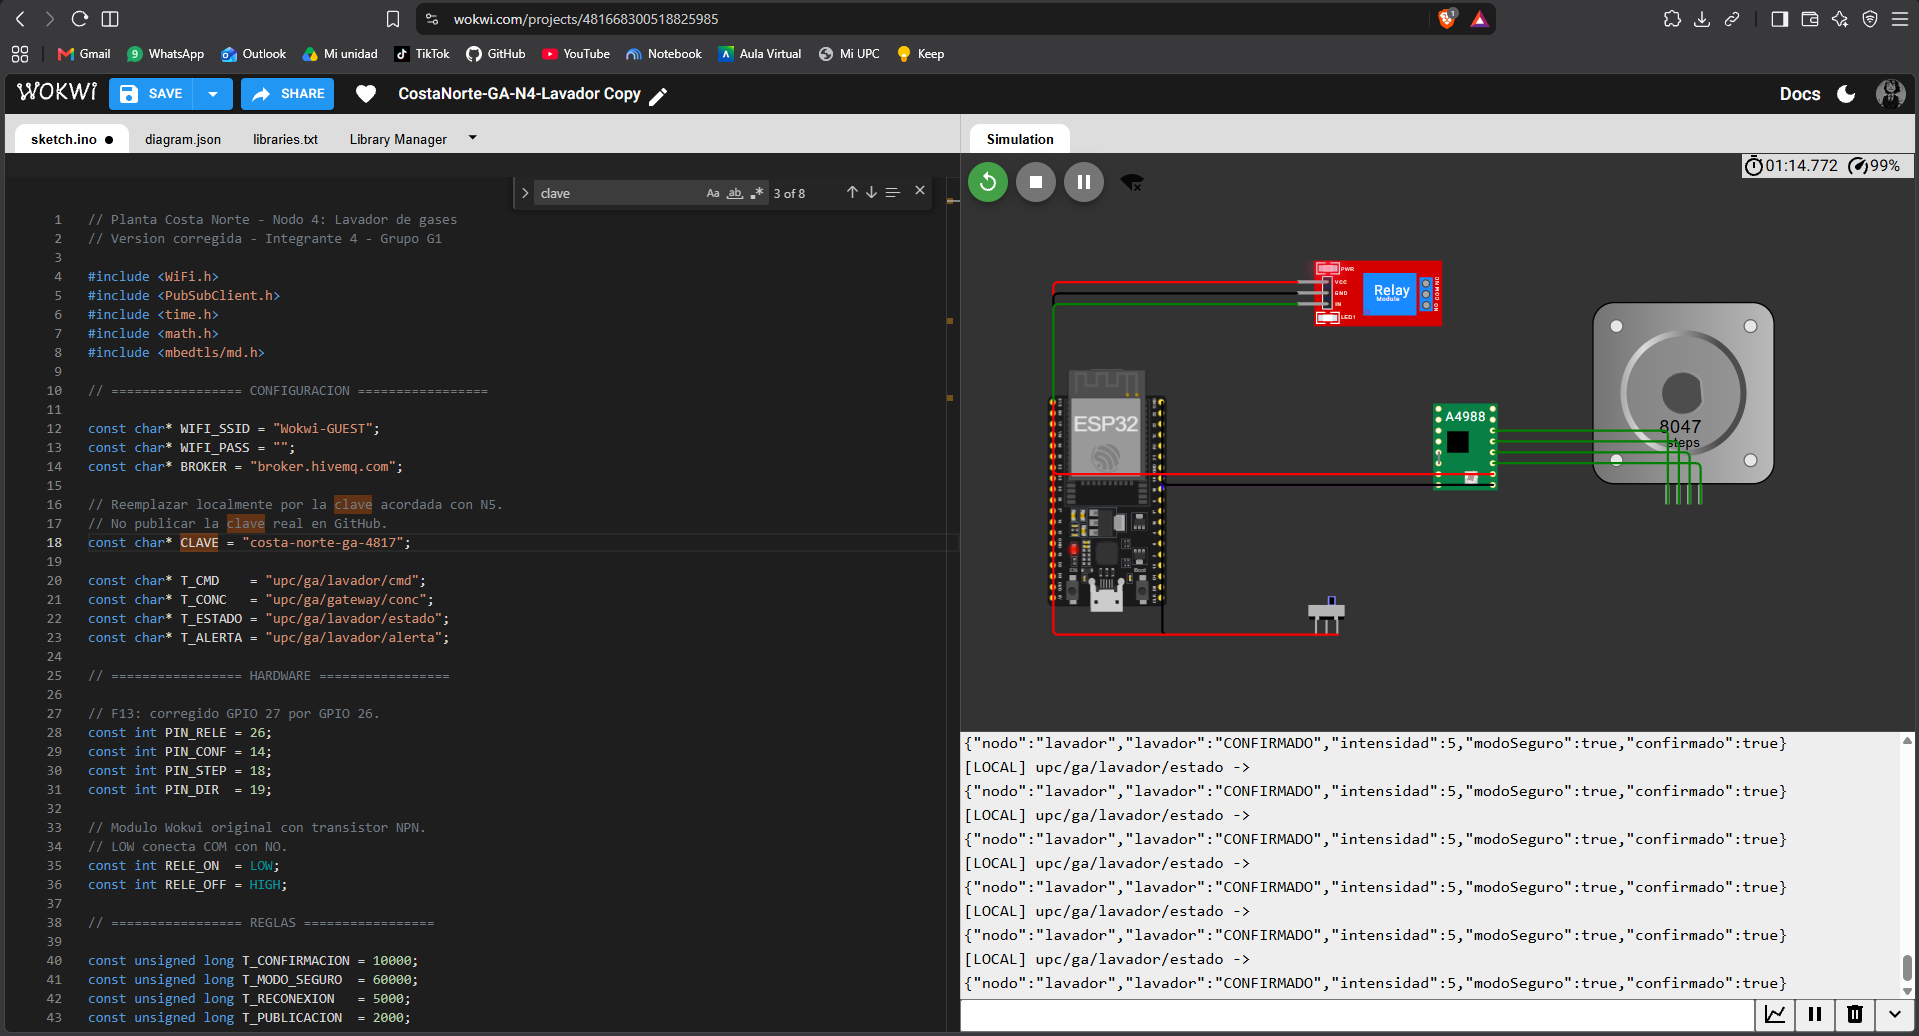 wokwi.com/projects/481668300518825985
1
Gmail
9
WhatsApp
Outlook
Mi unidad
TikTok
GitHub
YouTube
Notebook
Aula Virtual
Mi UPC
Keep
WOKWI
SAVE
SHARE
CostaNorte-GA-N4-Lavador Copy
Docs
sketch.ino
diagram.json
libraries.txt
Library Manager
Simulation
01:14.772
99%
clave
Aa
ab
3 of 8
1 // Planta Costa Norte - Nodo 4: Lavador de gases
2 // Version corregida - Integrante 4 - Grupo G1
3
4 #include <WiFi.h>
5 #include <PubSubClient.h>
6 #include <time.h>
7 #include <math.h>
8 #include <mbedtls/md.h>
9
10 // ================= CONFIGURACION =================
11
12 const char* WIFI_SSID = "Wokwi-GUEST";
13 const char* WIFI_PASS = "";
14 const char* BROKER = "broker.hivemq.com";
15
16 // Reemplazar localmente por la clave acordada con N5.
17 // No publicar la clave real en GitHub.
18 const char* CLAVE = "costa-norte-ga-4817";
19
20 const char* T_CMD    = "upc/ga/lavador/cmd";
21 const char* T_CONC   = "upc/ga/gateway/conc";
22 const char* T_ESTADO = "upc/ga/lavador/estado";
23 const char* T_ALERTA = "upc/ga/lavador/alerta";
24
25 // ================= HARDWARE =================
26
27 // F13: corregido GPIO 27 por GPIO 26.
28 const int PIN_RELE = 26;
29 const int PIN_CONF = 14;
30 const int PIN_STEP = 18;
31 const int PIN_DIR  = 19;
32
33 // Modulo Wokwi original con transistor NPN.
34 // LOW conecta COM con NO.
35 const int RELE_ON  = LOW;
36 const int RELE_OFF = HIGH;
37
38 // ================= REGLAS =================
39
40 const unsigned long T_CONFIRMACION = 10000;
41 const unsigned long T_MODO_SEGURO  = 60000;
42 const unsigned long T_RECONEXION   = 5000;
43 const unsigned long T_PUBLICACION  = 2000;
PWR
VCC
GND
IN
LED1
Relay
Module
NO COM NC
ESP32
EN
Boot
A4988
8047
steps
{"nodo":"lavador","lavador":"CONFIRMADO","intensidad":5,"modoSeguro":true,"confirmado":true}
[LOCAL] upc/ga/lavador/estado ->
{"nodo":"lavador","lavador":"CONFIRMADO","intensidad":5,"modoSeguro":true,"confirmado":true}
[LOCAL] upc/ga/lavador/estado ->
{"nodo":"lavador","lavador":"CONFIRMADO","intensidad":5,"modoSeguro":true,"confirmado":true}
[LOCAL] upc/ga/lavador/estado ->
{"nodo":"lavador","lavador":"CONFIRMADO","intensidad":5,"modoSeguro":true,"confirmado":true}
[LOCAL] upc/ga/lavador/estado ->
{"nodo":"lavador","lavador":"CONFIRMADO","intensidad":5,"modoSeguro":true,"confirmado":true}
[LOCAL] upc/ga/lavador/estado ->
{"nodo":"lavador","lavador":"CONFIRMADO","intensidad":5,"modoSeguro":true,"confirmado":true}